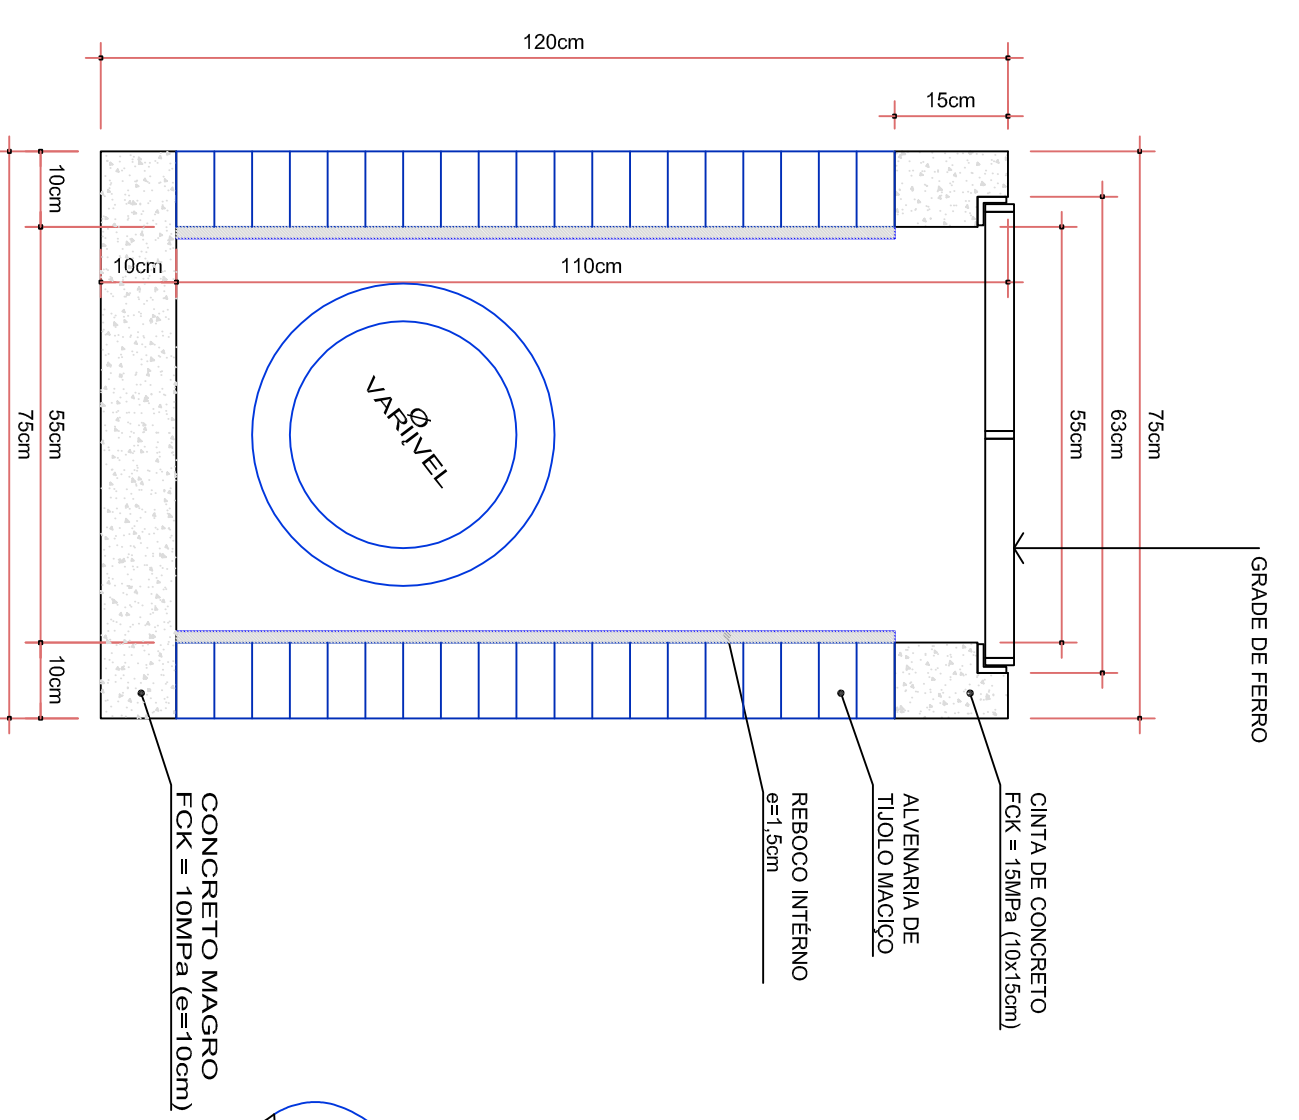 120cm
15cm
10cm
10cm
110cm
55cm
75cm
10cm
Ø
VARIÍVEL
55cm
63cm
75cm
GRADE DE FERRO
CINTA DE CONCRETO
FCK = 15MPa (10x15cm)
ALVENARIA DE
TIJOLO MACIÇO
REBOCO INTÉRNO
e=1,5cm
CONCRETO MAGRO
FCK = 10MPa (e=10cm)